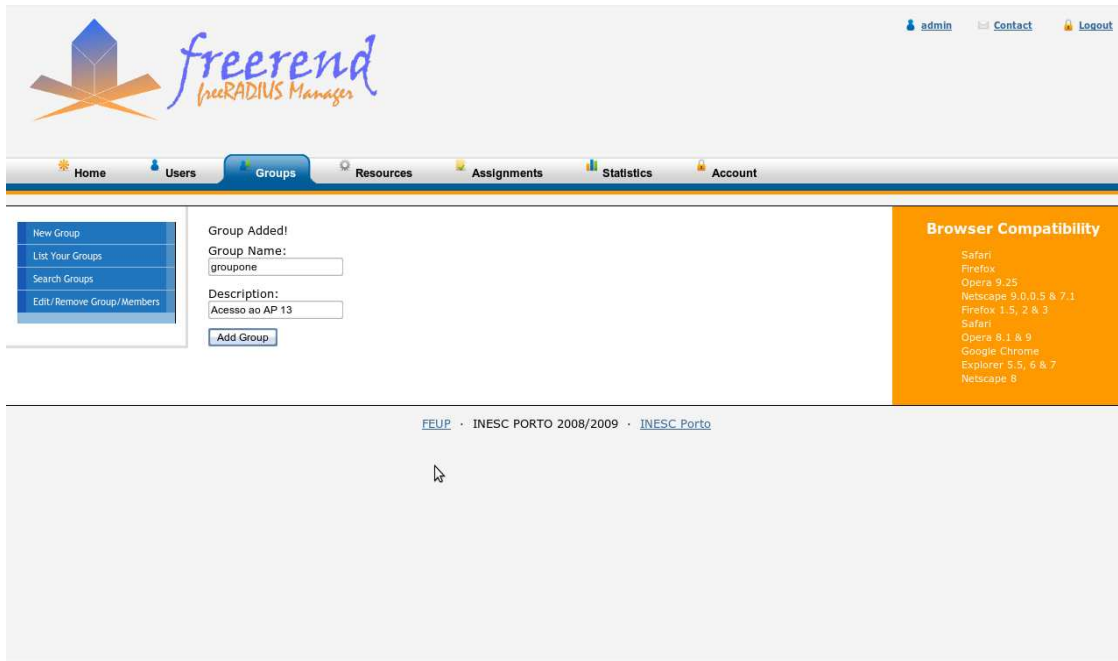 freerend
freeRADIUS Manager
admin
Contact
Logout
Home
Users
Groups
Resources
Assignments
Statistics
Account
New Group
List Your Groups
Search Groups
Edit/Remove Group/Members
Group Added!
Group Name:
groupone
Description:
Acesso ao AP 13
Add Group
Browser Compatibility
Safari
Firefox
Opera 9.25
Netscape 9.0.0.5 & 7.1
Firefox 1.5, 2 & 3
Safari
Opera 8.1 & 9
Google Chrome
Explorer 5.5, 6 & 7
Netscape 8
FEUP · INESC PORTO 2008/2009 · INESC Porto